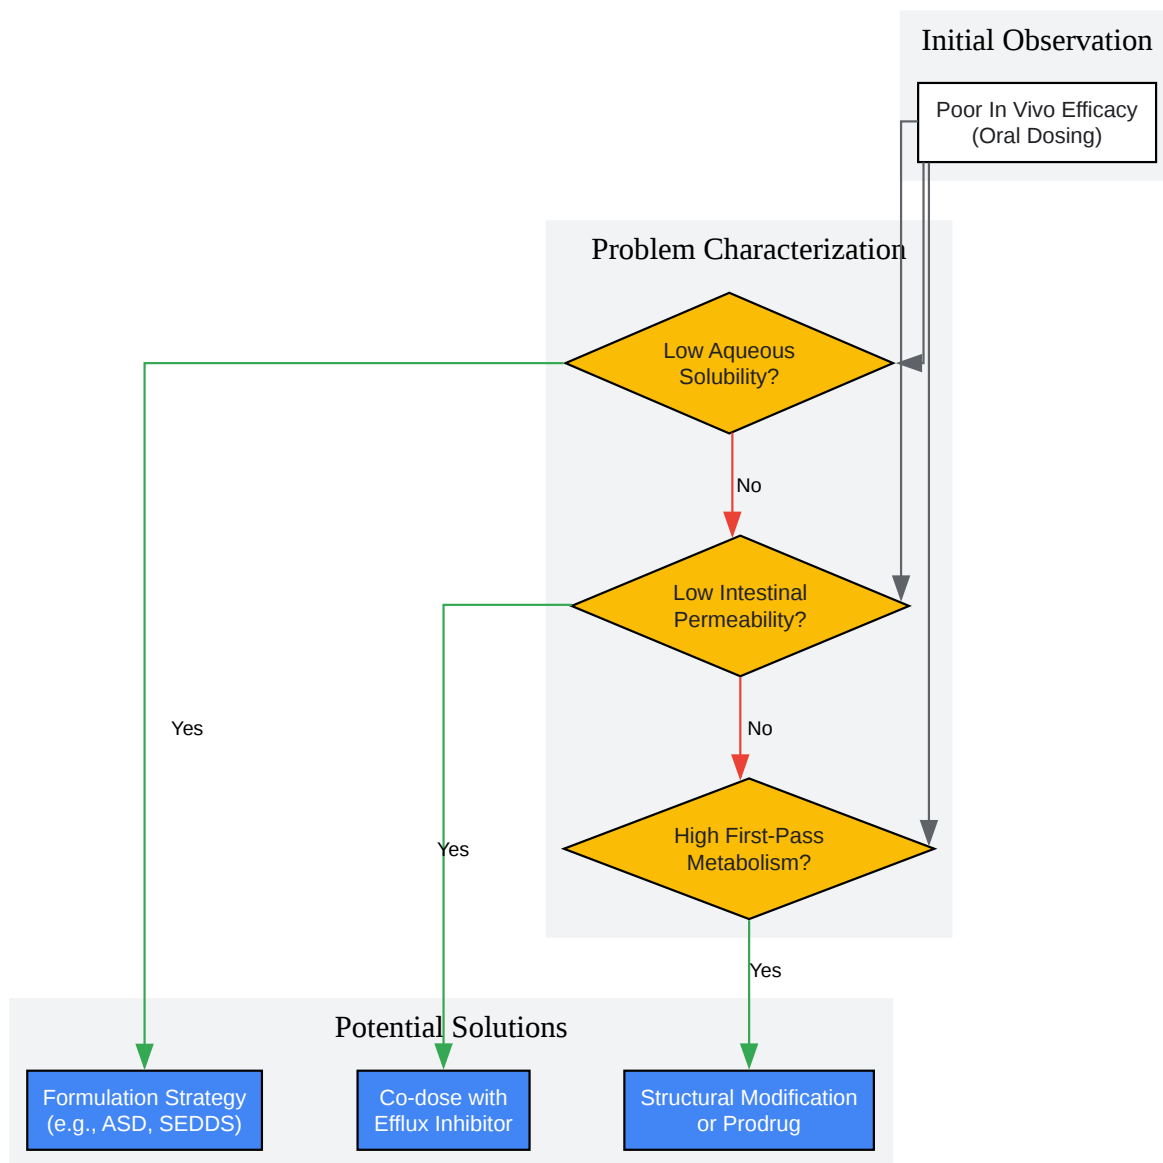 Initial Observation
Poor In Vivo Efficacy
(Oral Dosing)
Problem Characterization
Low Aqueous
Solubility?
No
Low Intestinal
Permeability?
Yes
No
High First-Pass
Metabolism?
Yes
Yes
Potential Solutions
Formulation Strategy
(e.g., ASD, SEDDS)
Co-dose with
Efflux Inhibitor
Structural Modification
or Prodrug